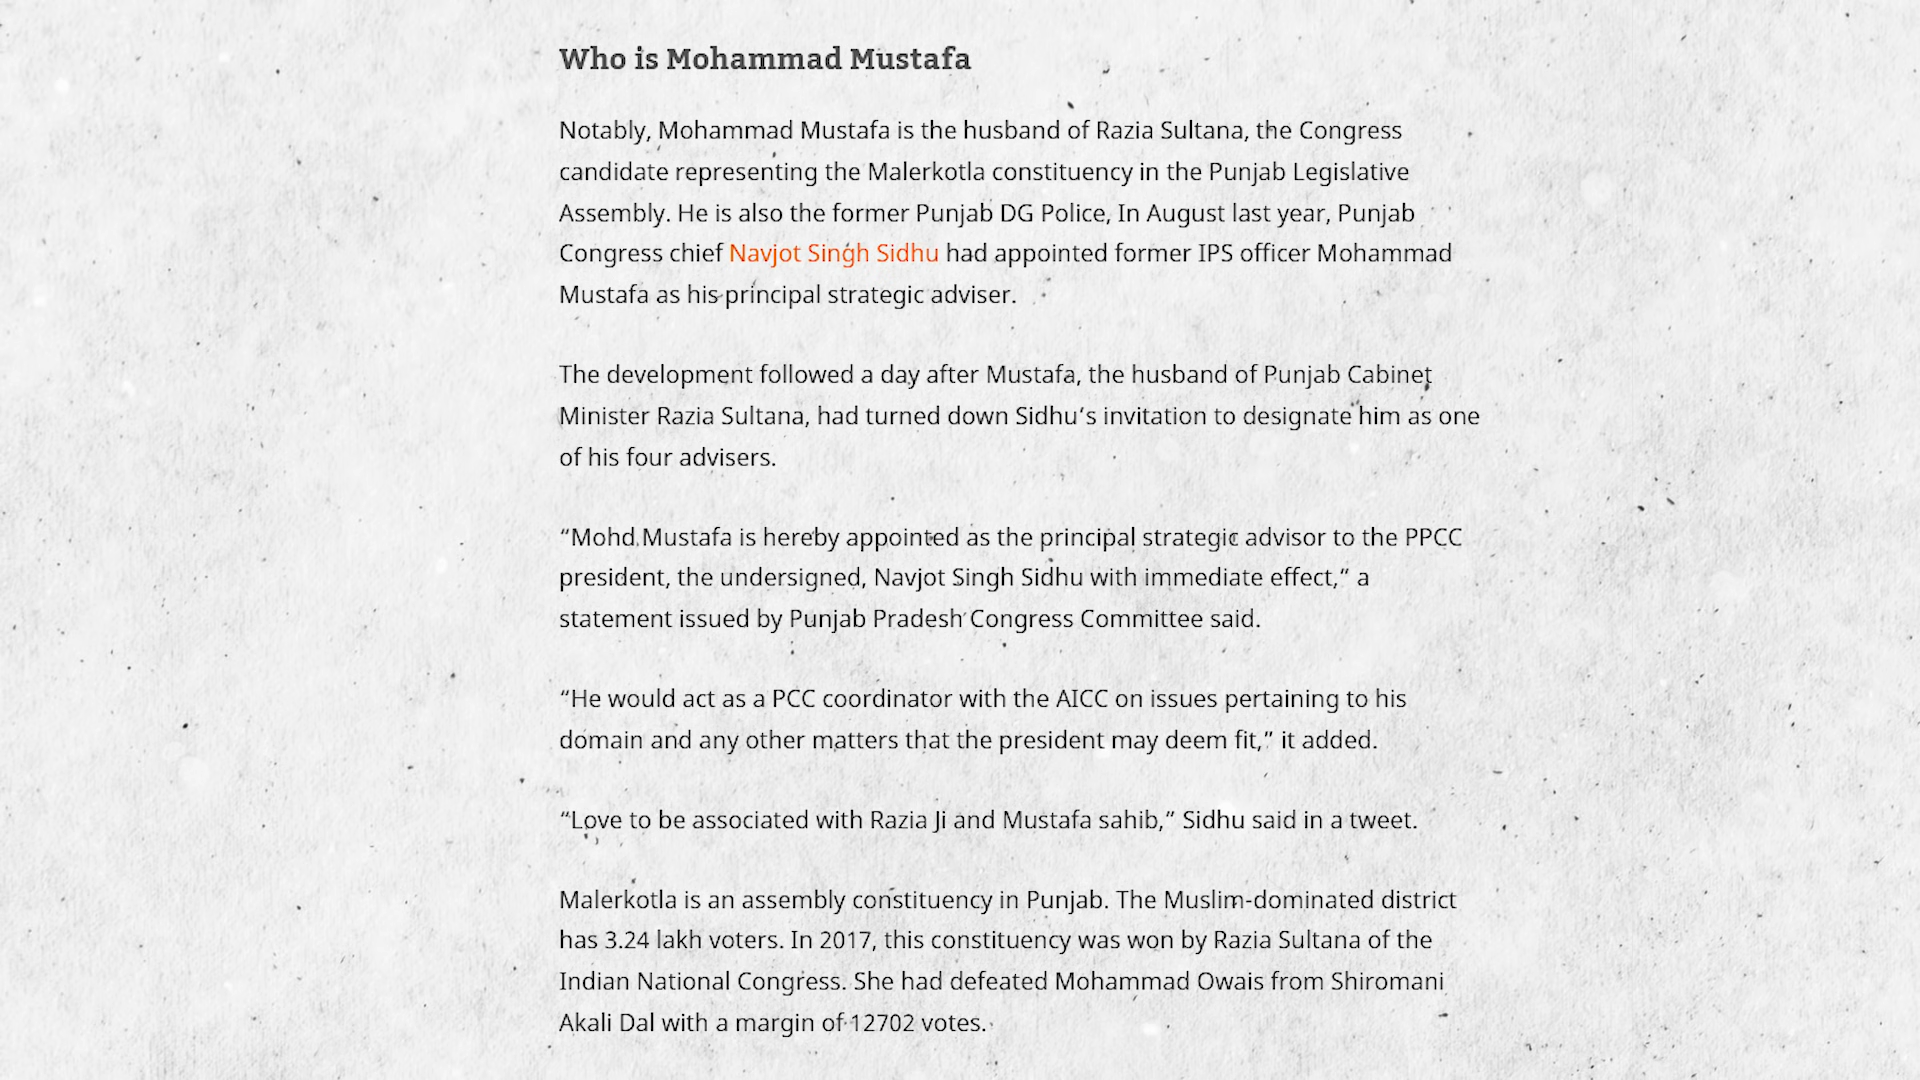 Who is Mohammad Mustafa
Notably, Mohammad Mustafa is the husband of Razia Sultana, the Congress
candidate representing the Malerkotla constituency in the Punjab Legislative
Assembly. He is also the former Punjab DG Police, In August last year, Punjab
Congress chief Navjot Singh Sidhu had appointed former IPS officer Mohammad
Mustafa as his principal strategic adviser.
The development followed a day after Mustafa, the husband of Punjab Cabinet
Minister Razia Sultana, had turned down Sidhu’s invitation to designate him as one
of his four advisers.
“Mohd Mustafa is hereby appointed as the principal strategic advisor to the PPCC
president, the undersigned, Navjot Singh Sidhu with immediate effect,” a
statement issued by Punjab Pradesh Congress Committee said.
“He would act as a PCC coordinator with the AICC on issues pertaining to his
domain and any other matters that the president may deem fit,” it added.
“Love to be associated with Razia Ji and Mustafa sahib,” Sidhu said in a tweet.
Malerkotla is an assembly constituency in Punjab. The Muslim-dominated district
has 3.24 lakh voters. In 2017, this constituency was won by Razia Sultana of the
Indian National Congress. She had defeated Mohammad Owais from Shiromani
Akali Dal with a margin of 12702 votes.